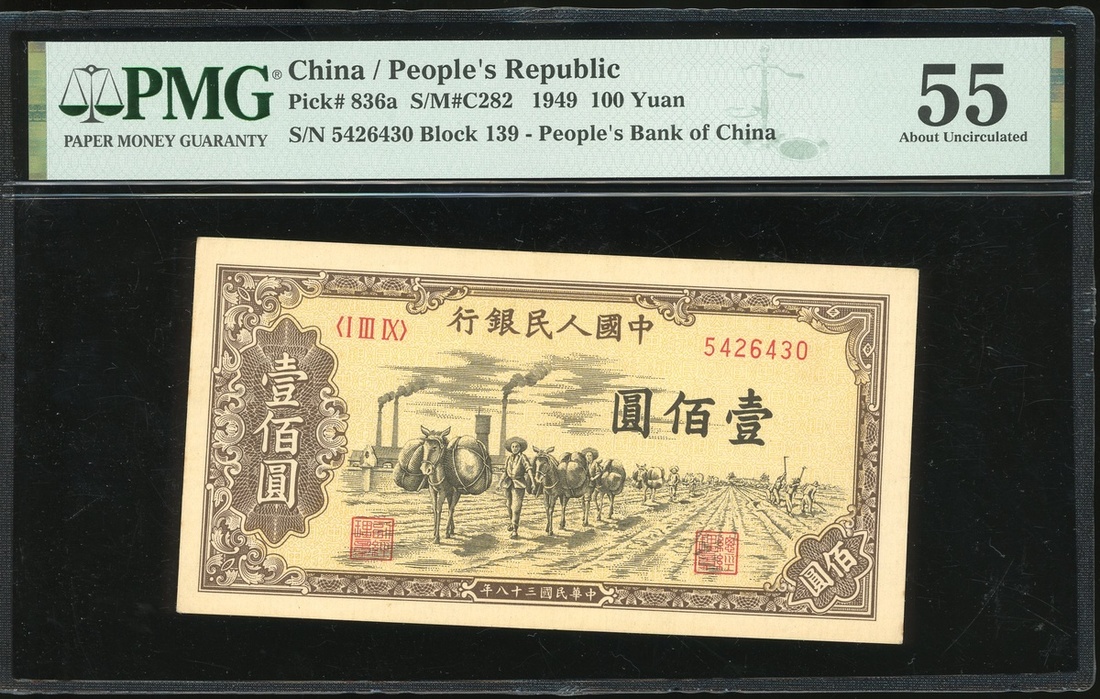 PMG®
PAPER MONEY GUARANTY
China / People's Republic
Pick# 836a S/M#C282 1949 100 Yuan
S/N 5426430 Block 139 - People's Bank of China
55
About Uncirculated
行銀民人國中
〈I III IX〉
5426430
圓佰壹
壹佰圓
佰圓
年八十三國民華中